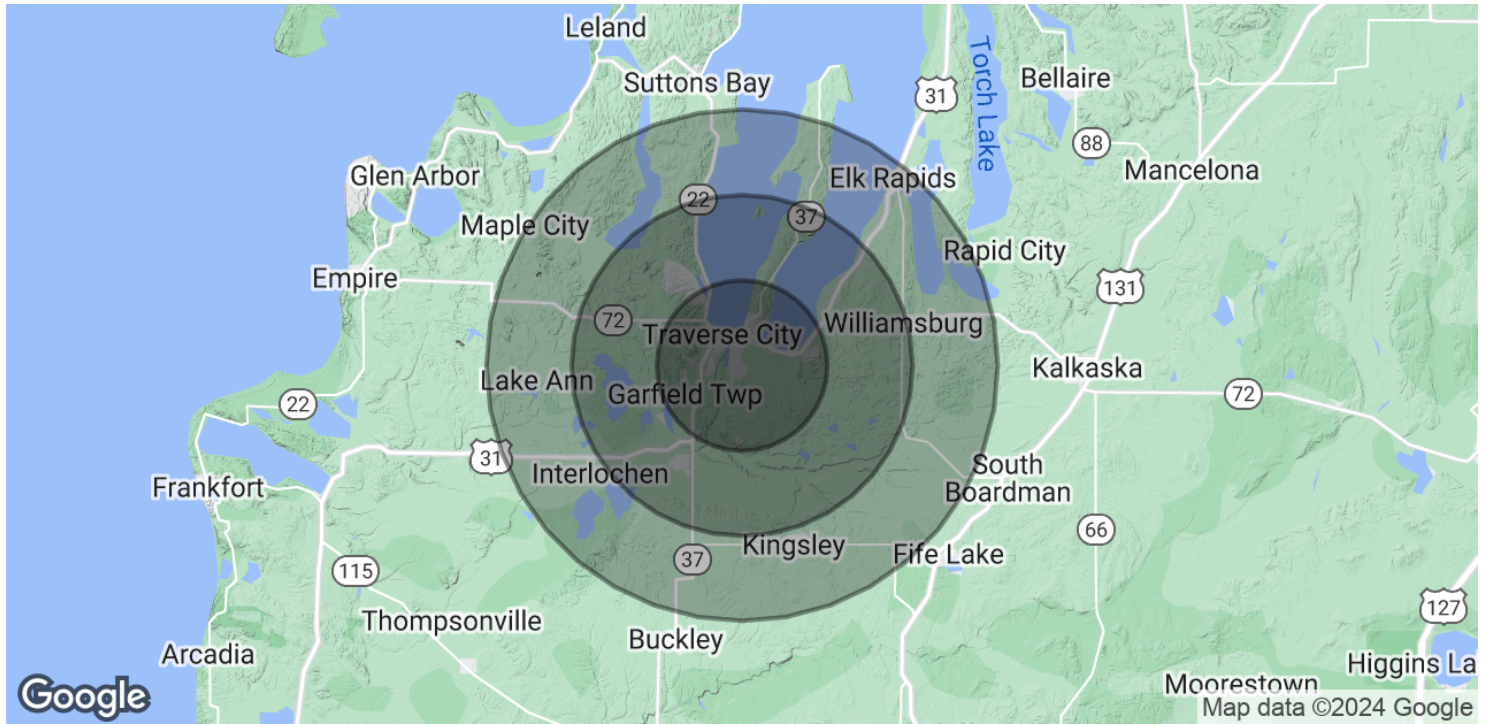 Leland
Suttons Bay
Torch Lake
Bellaire
31
88
Mancelona
Glen Arbor
Elk Rapids
22
37
Maple City
Rapid City
Empire
131
72
Williamsburg
Traverse City
Kalkaska
Lake Ann
Garfield Twp
72
22
31
Interlochen
South
Boardman
Frankfort
66
Kingsley
Fife Lake
37
115
127
Thompsonville
Buckley
Arcadia
Higgins La
Moorestown
Google
Map data ©2024 Google